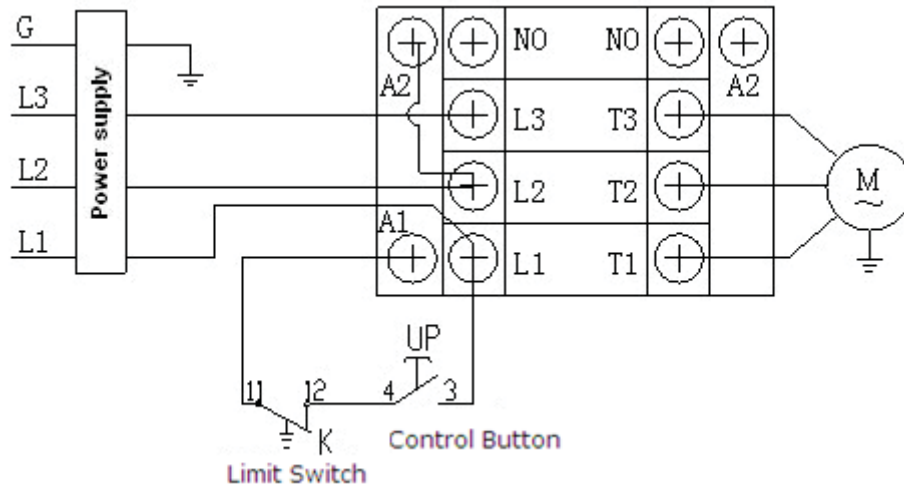 G
L3
L2
L1
Power supply
A2
NO NO
A2
L3 T3
L2 T2
A1
L1 T1
M
~
UP
11 12 4 3
K
Control Button
Limit Switch